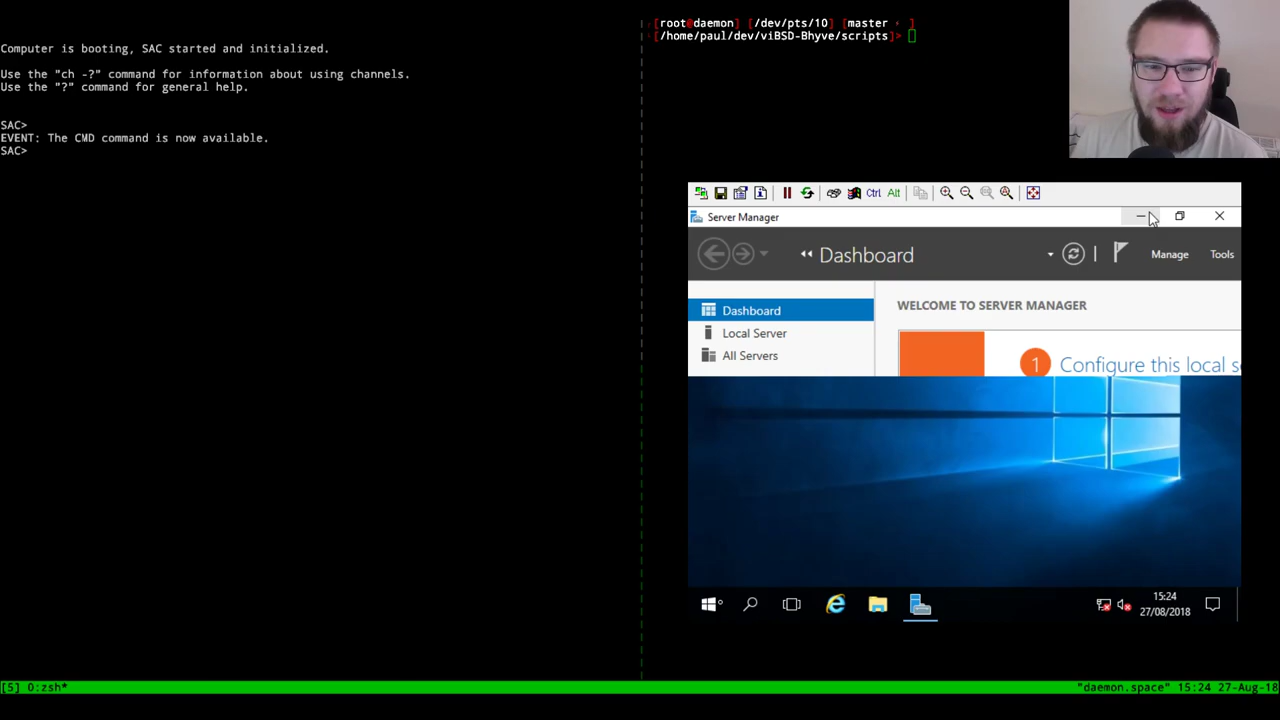 Computer is booting, SAC started and initialized.
Use the "ch -?" command for information about using channels.
Use the "?" command for general help.
SAC>
EVENT: The CMD command is now available.
SAC>
[root@daemon] [/dev/pts/10] [master ⚡ ]
[/home/paul/dev/viBSD-Bhyve/scripts]>
Ctrl Alt
Server Manager
Dashboard
Manage Tools
Dashboard
Local Server
All Servers
WELCOME TO SERVER MANAGER
1 Configure this local s
15:24
27/08/2018
[5] 0:zsh*
"daemon.space" 15:24 27-Aug-18